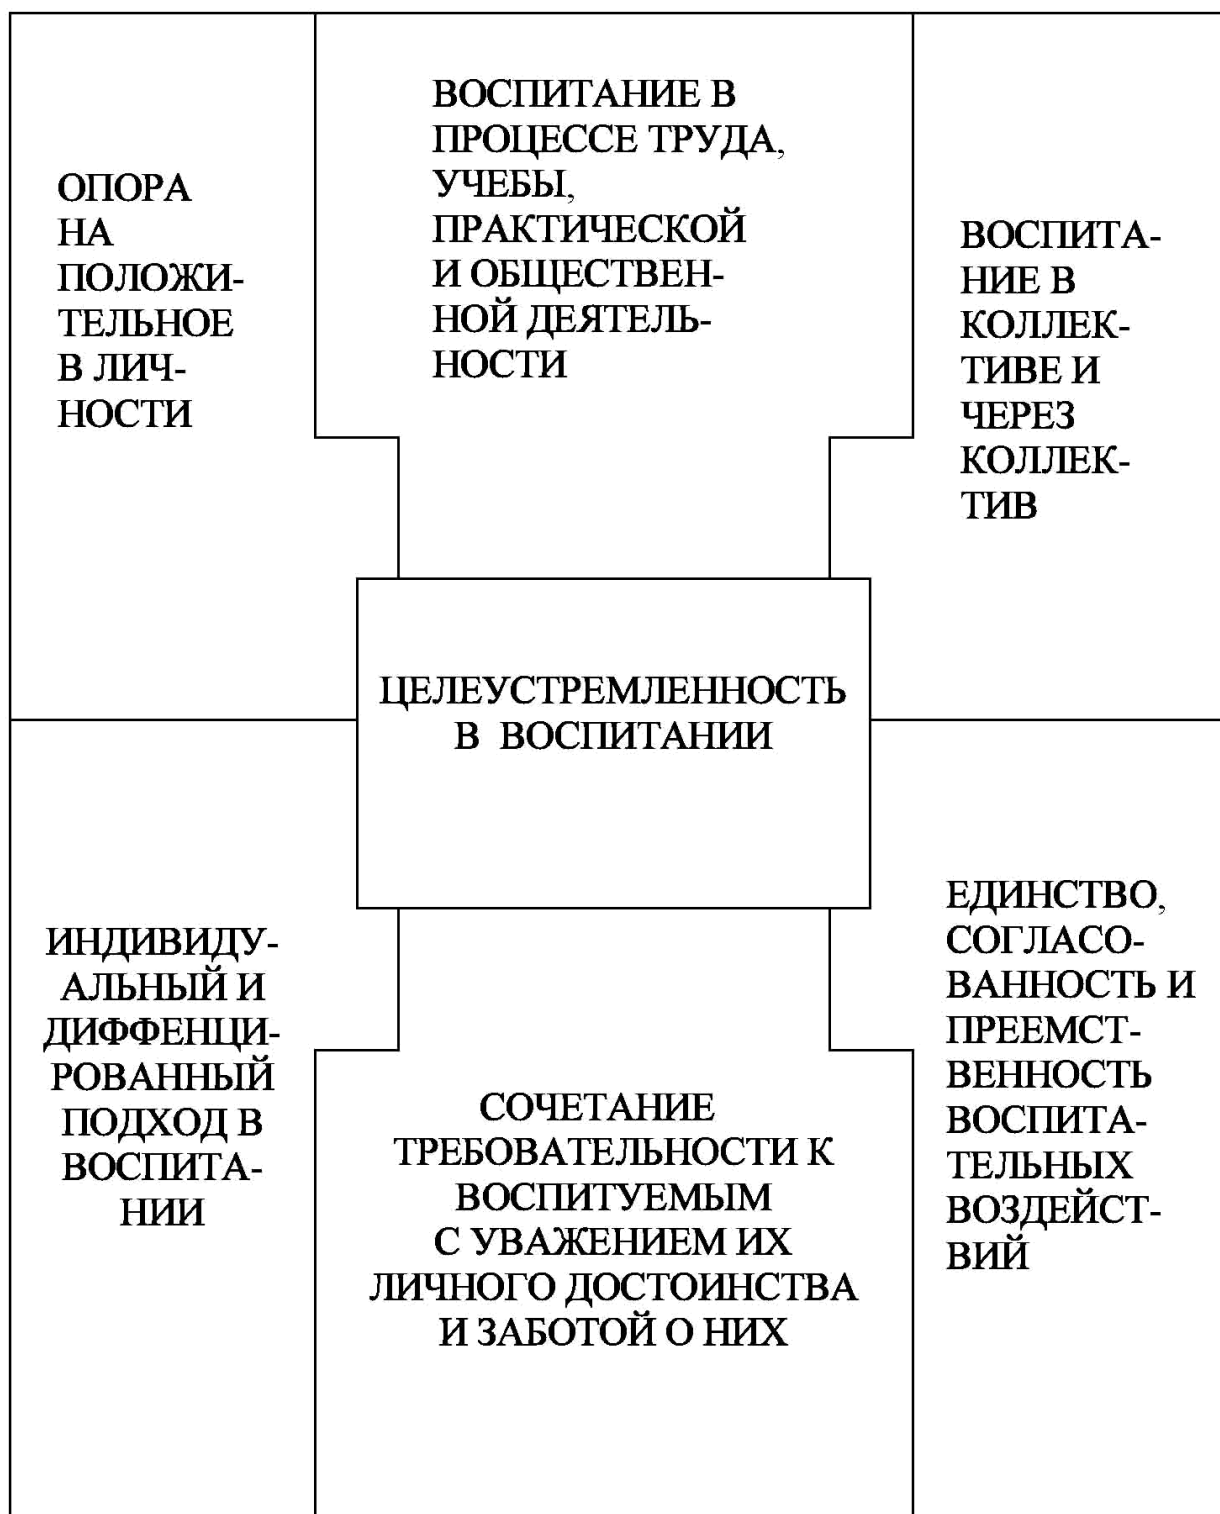 ОПОРА
НА
ПОЛОЖИ-
ТЕЛЬНОЕ
В ЛИЧ-
НОСТИ
ВОСПИТАНИЕ В
ПРОЦЕССЕ ТРУДА,
УЧЕБЫ,
ПРАКТИЧЕСКОЙ
И ОБЩЕСТВЕН-
НОЙ ДЕЯТЕЛЬ-
НОСТИ
ВОСПИТА-
НИЕ В
КОЛЛЕК-
ТИВЕ И
ЧЕРЕЗ
КОЛЛЕК-
ТИВ
ЦЕЛЕУСТРЕМЛЕННОСТЬ
В ВОСПИТАНИИ
ИНДИВИДУ-
АЛЬНЫЙ И
ДИФФЕНЦИ-
РОВАННЫЙ
ПОДХОД В
ВОСПИТА-
НИИ
СОЧЕТАНИЕ
ТРЕБОВАТЕЛЬНОСТИ К
ВОСПИТУЕМЫМ
С УВАЖЕНИЕМ ИХ
ЛИЧНОГО ДОСТОИНСТВА
И ЗАБОТОЙ О НИХ
ЕДИНСТВО,
СОГЛАСО-
ВАННОСТЬ И
ПРЕЕМСТ-
ВЕННОСТЬ
ВОСПИТА-
ТЕЛЬНЫХ
ВОЗДЕЙСТ-
ВИЙ